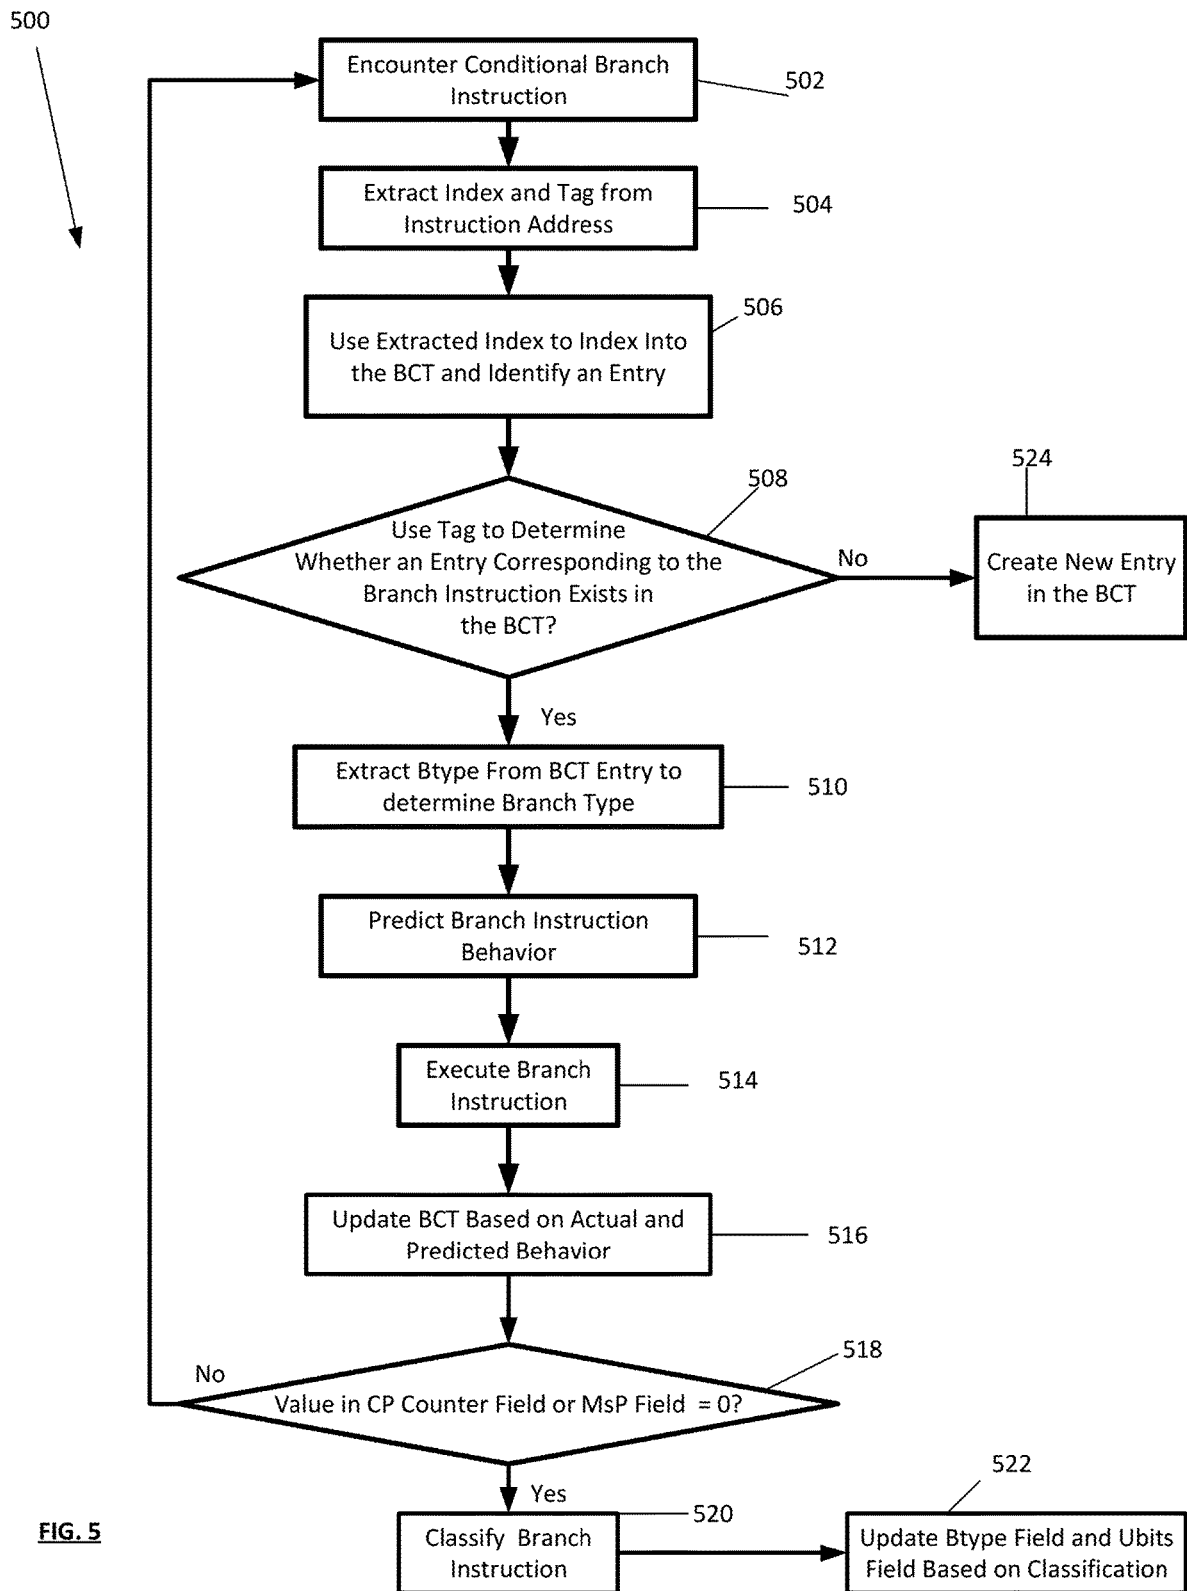 500
Encounter Conditional Branch
Instruction
502
Extract Index and Tag from
Instruction Address
504
506
Use Extracted Index to Index Into
the BCT and Identify an Entry
508
524
Use Tag to Determine
Whether an Entry Corresponding to the
Branch Instruction Exists in
the BCT?
No
Create New Entry
in the BCT
Yes
Extract Btype From BCT Entry to
determine Branch Type
510
Predict Branch Instruction
Behavior
512
Execute Branch
Instruction
514
Update BCT Based on Actual and
Predicted Behavior
516
518
No
Value in CP Counter Field or MsP Field = 0?
Yes
520
522
Classify Branch
Instruction
Update Btype Field and Ubits
Field Based on Classification
FIG. 5